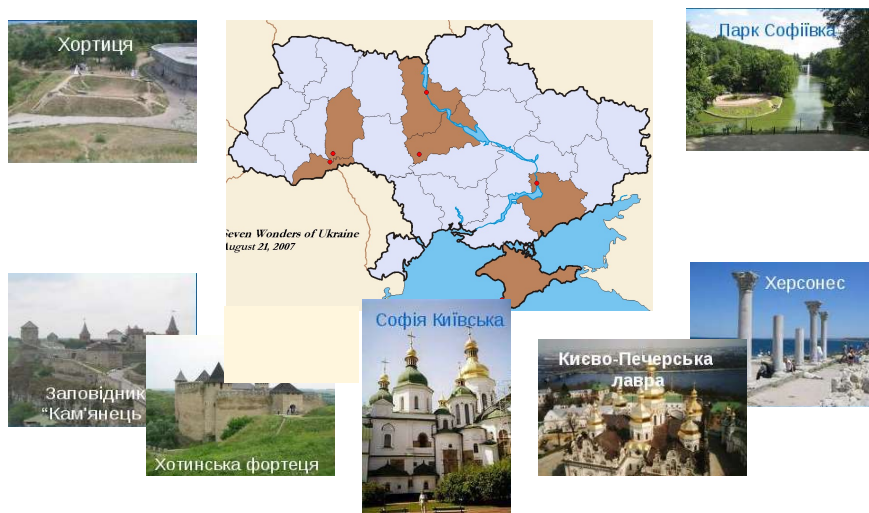 Хортиця
Парк Софіївка
Seven Wonders of Ukraine
August 21, 2007
Херсонес
Софія Київська
Києво-Печерська
лавра
Заповідник
“Кам'янець
Хотинська фортеця